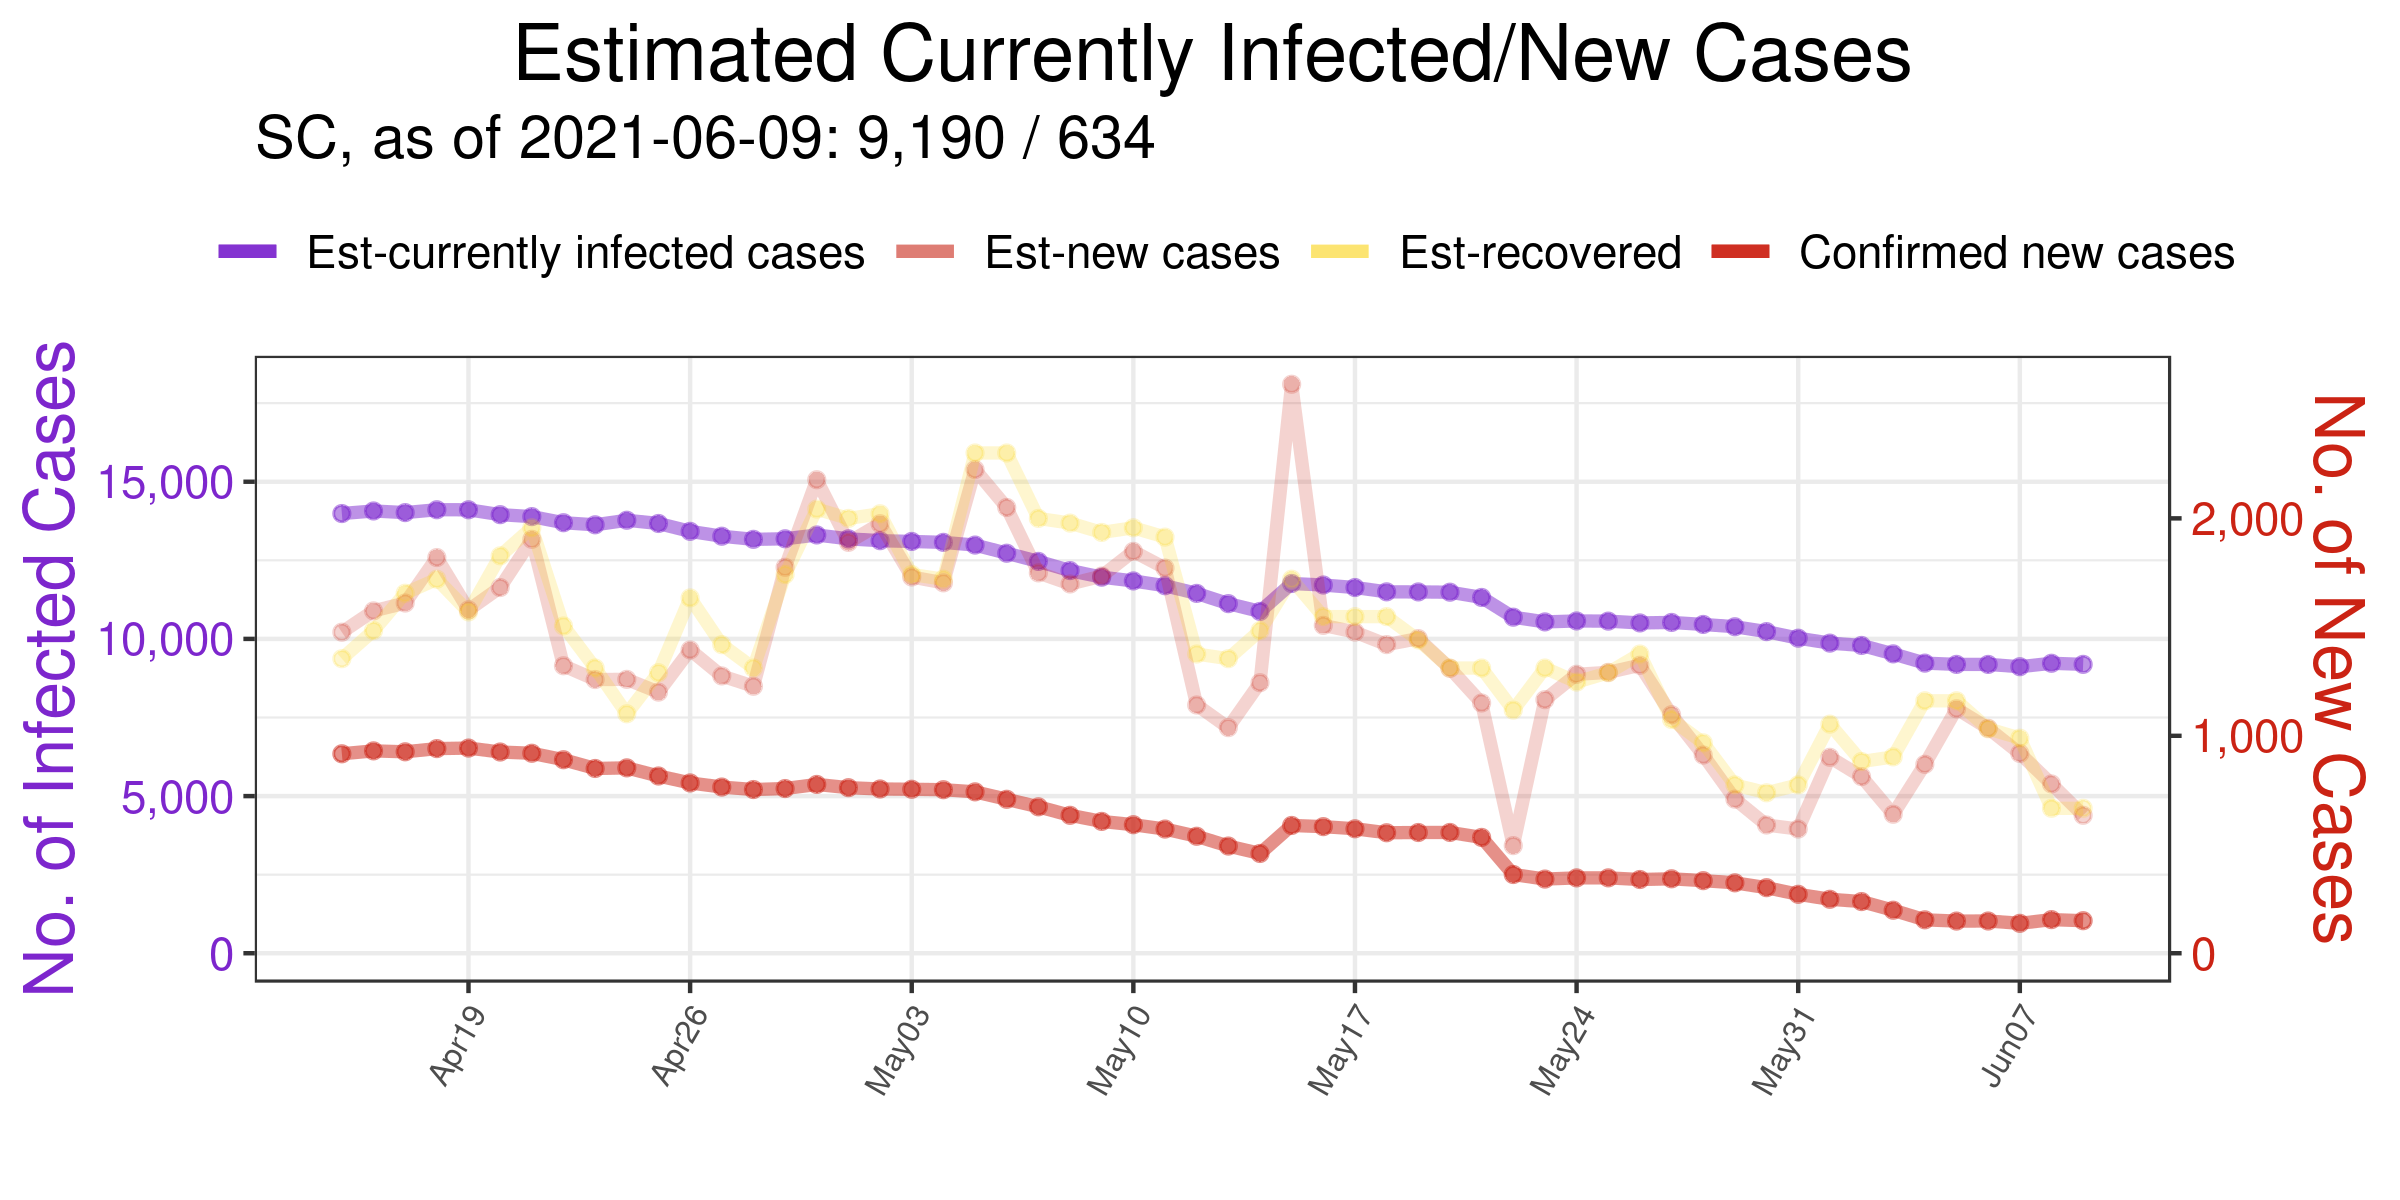 Estimated Currently Infected/New Cases
SC, as of 2021-06-09: 9,190 / 634
Est-currently infected cases Est-new cases Est-recovered Confirmed new cases
No. of Infected Cases
15,000
10,000
5,000
0
2,000
1,000
0
No. of New Cases
Apr19 Apr26 May03 May10 May17 May24 May31 Jun07